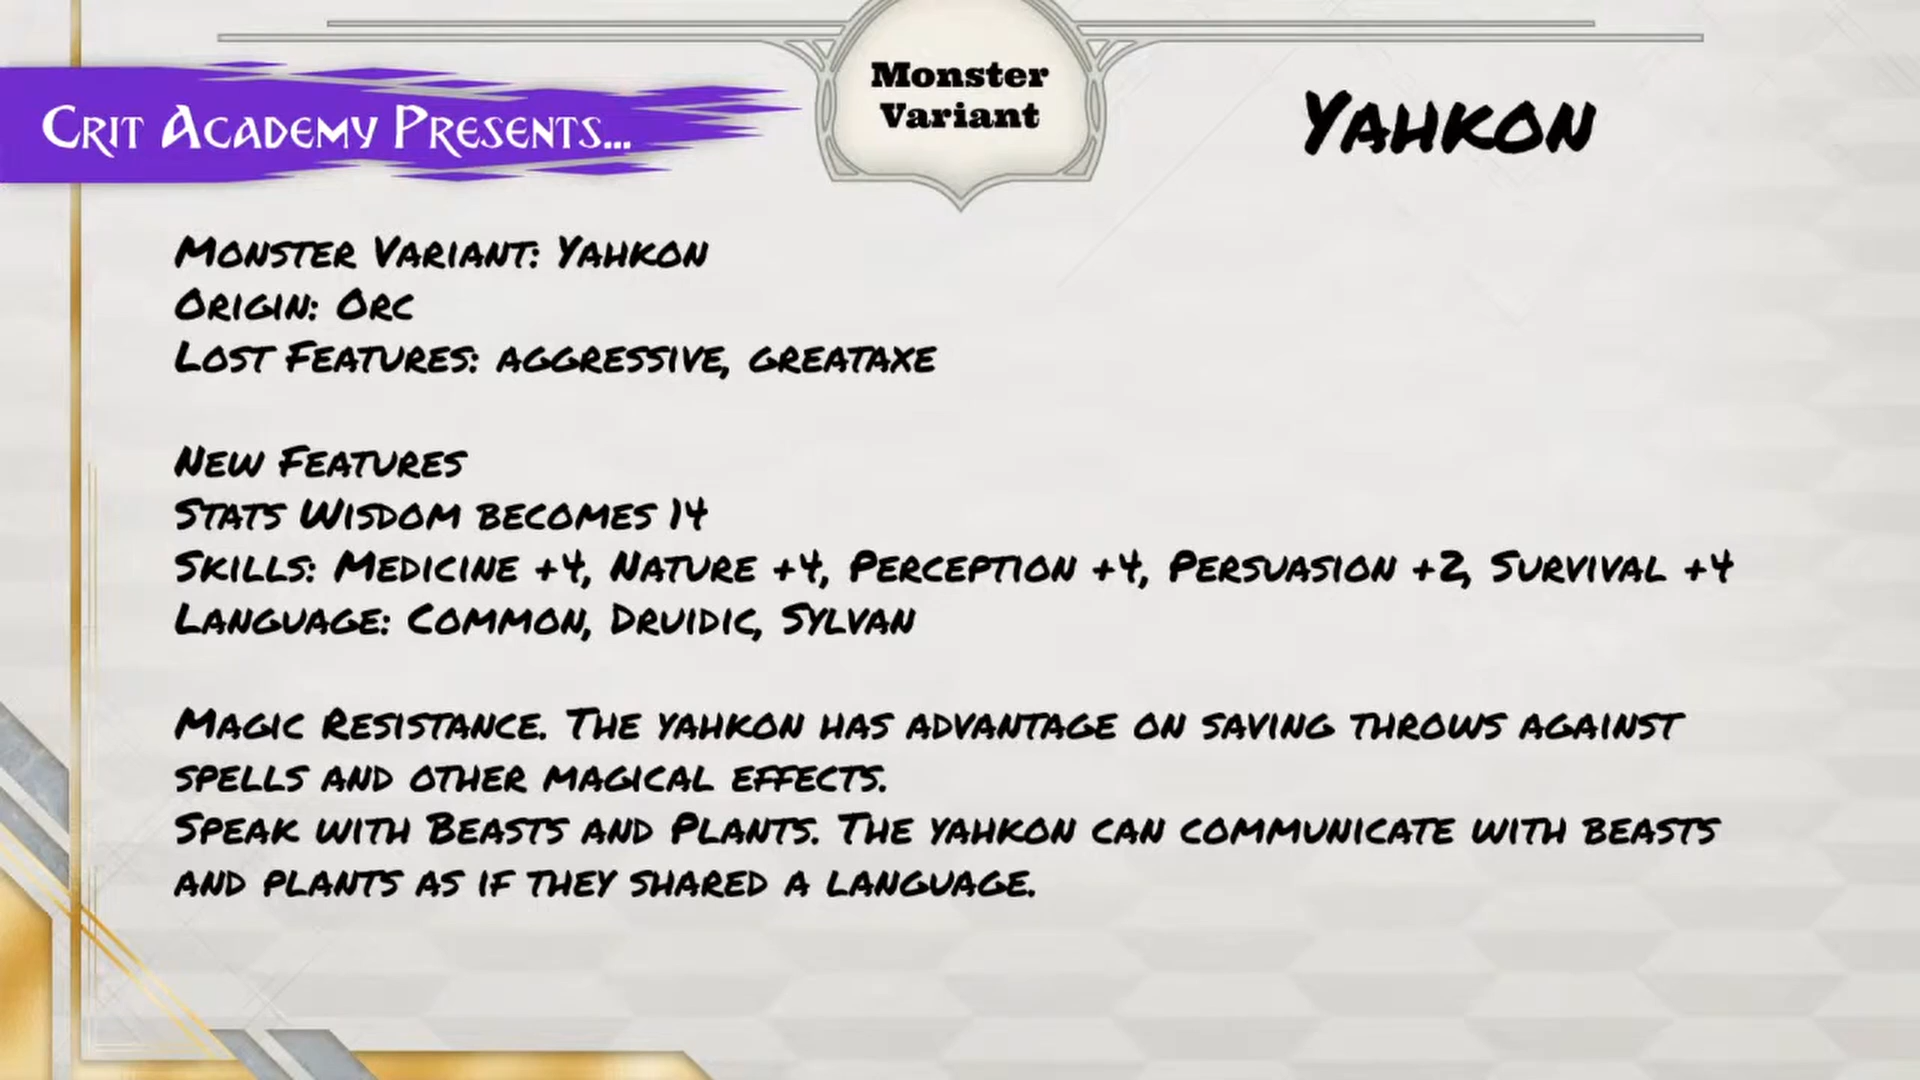 Monster
Variant
Crit Academy Presents...
Yahkon
Monster Variant: Yahkon
Origin: Orc
Lost Features: aggressive, greataxe
New Features
Stats Wisdom becomes 14
Skills: Medicine +4, Nature +4, Perception +4, Persuasion +2, Survival +4
Language: Common, Druidic, Sylvan
Magic Resistance. The yahkon has advantage on saving throws against
spells and other magical effects.
Speak with Beasts and Plants. The yahkon can communicate with beasts
and plants as if they shared a language.